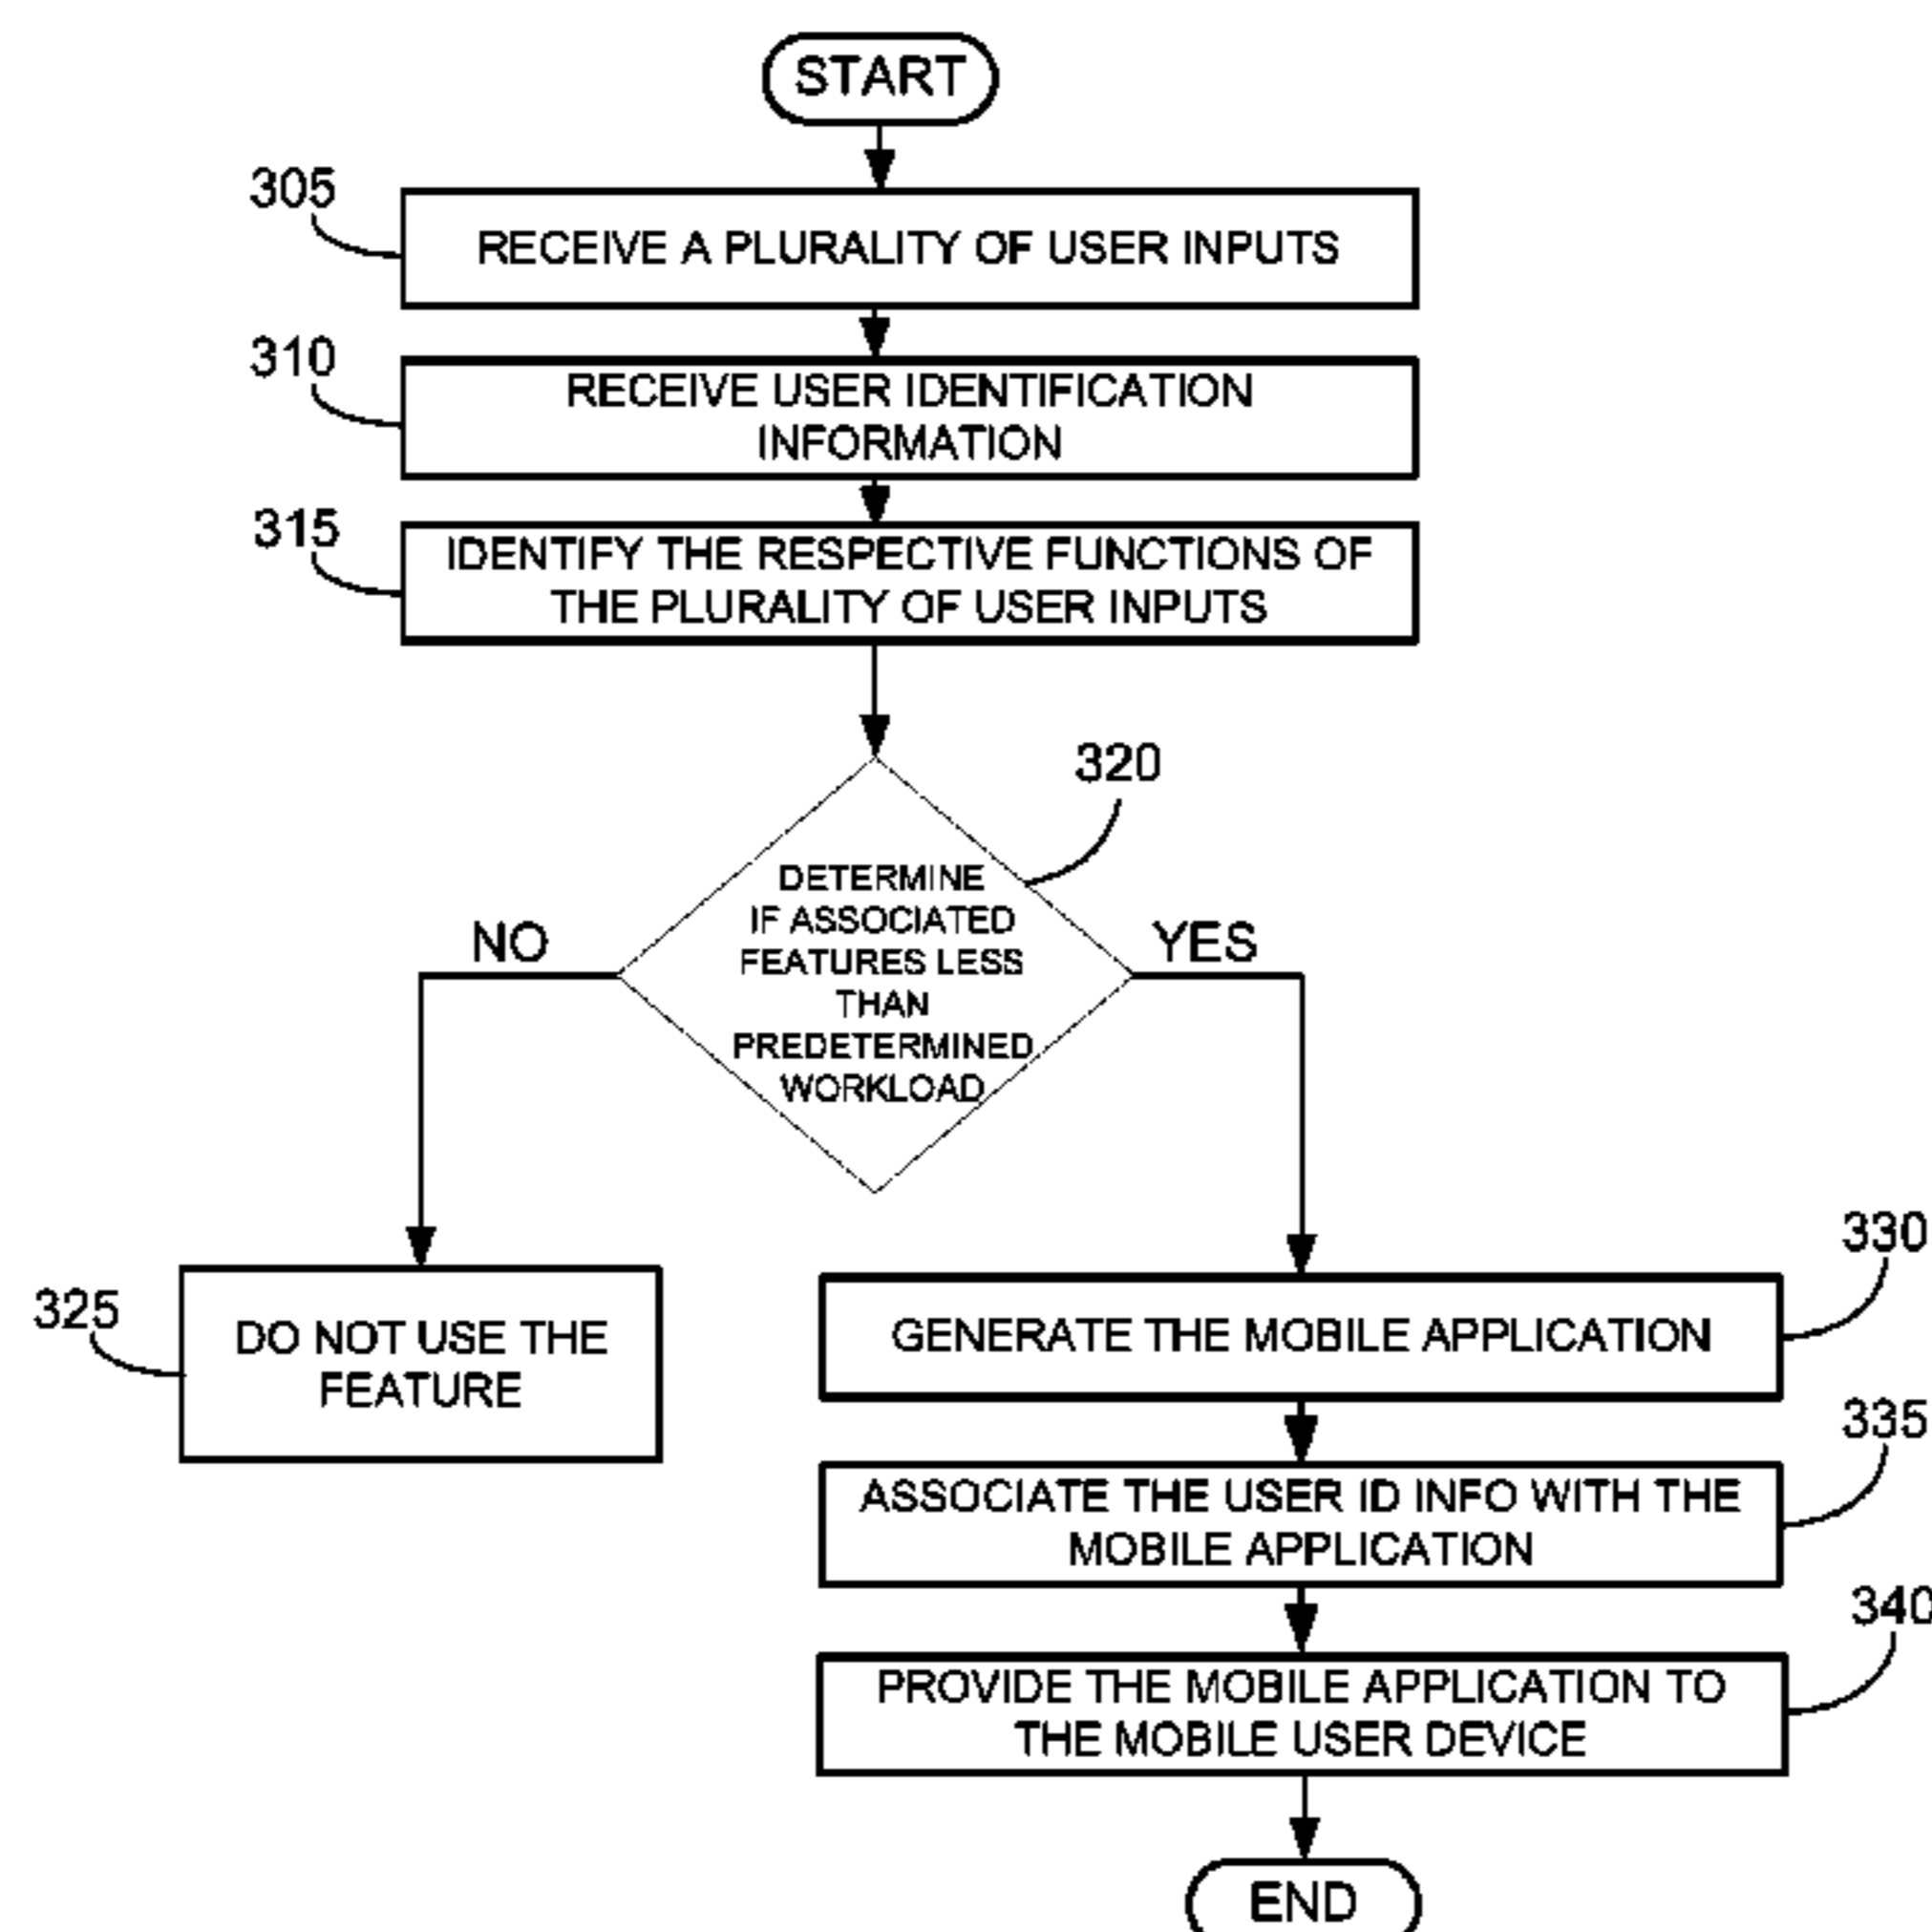 START
305
RECEIVE A PLURALITY OF USER INPUTS
310
RECEIVE USER IDENTIFICATION
INFORMATION
315
IDENTIFY THE RESPECTIVE FUNCTIONS OF
THE PLURALITY OF USER INPUTS
320
DETERMINE
IF ASSOCIATED
FEATURES LESS
THAN
PREDETERMINED
WORKLOAD
NO
YES
325
DO NOT USE THE
FEATURE
330
GENERATE THE MOBILE APPLICATION
335
ASSOCIATE THE USER ID INFO WITH THE
MOBILE APPLICATION
340
PROVIDE THE MOBILE APPLICATION TO
THE MOBILE USER DEVICE
END